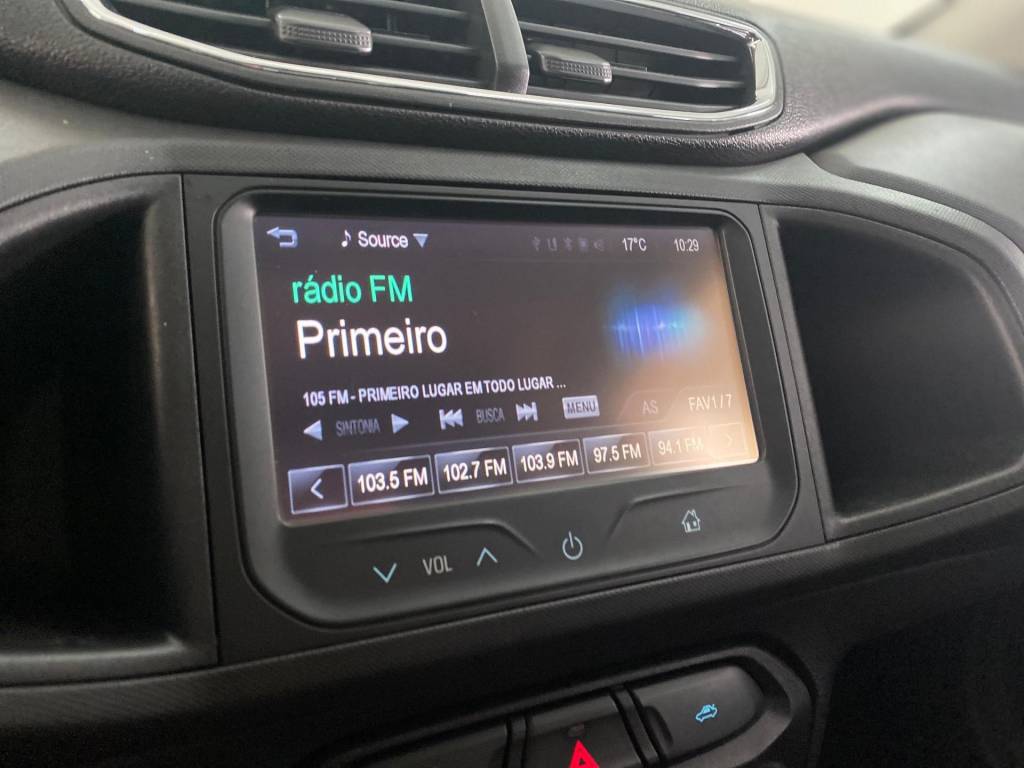 Source 17°C 10:29
rádio FM
Primeiro
105 FM - PRIMEIRO LUGAR EM TODO LUGAR ...
SINTONIA BUSCA MENU AS FAV1/7
103.5 FM 102.7 FM 103.9 FM 97.5 FM 94.1 FM
VOL